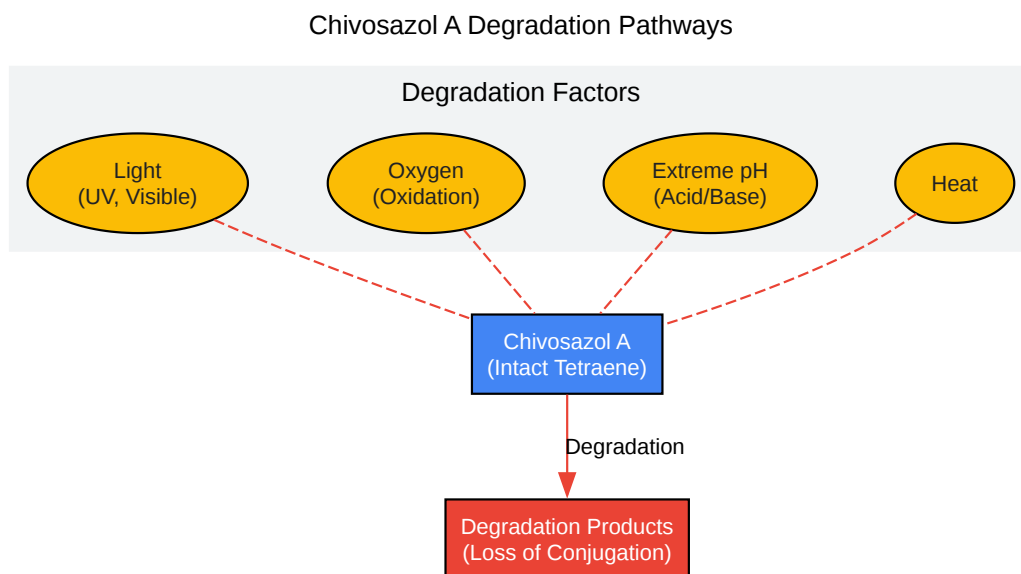 Chivosazol A Degradation Pathways
Degradation Factors
Light
(UV, Visible)
Oxygen
(Oxidation)
Extreme pH
(Acid/Base)
Heat
Chivosazol A
(Intact Tetraene)
Degradation
Degradation Products
(Loss of Conjugation)